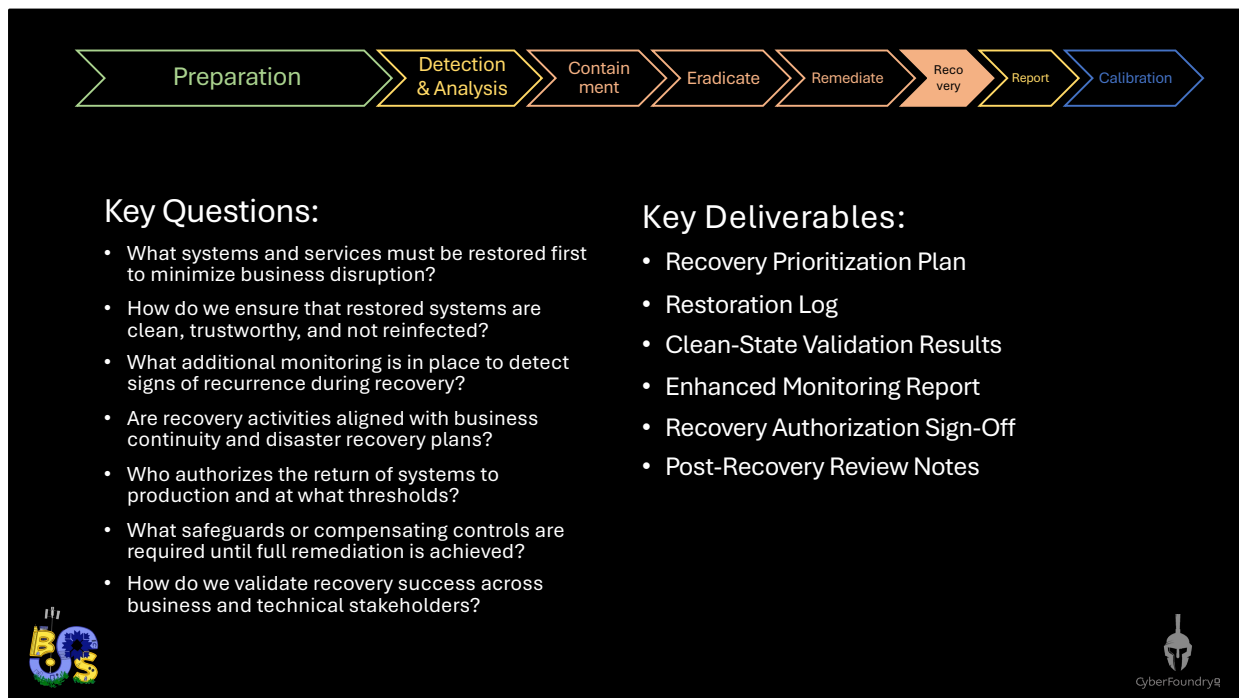 Preparation
Detection
& Analysis
Contain
ment
Eradicate
Remediate
Reco
very
Report
Calibration
Key Questions:
• What systems and services must be restored first
to minimize business disruption?
• How do we ensure that restored systems are
clean, trustworthy, and not reinfected?
• What additional monitoring is in place to detect
signs of recurrence during recovery?
• Are recovery activities aligned with business
continuity and disaster recovery plans?
• Who authorizes the return of systems to
production and at what thresholds?
• What safeguards or compensating controls are
required until full remediation is achieved?
• How do we validate recovery success across
business and technical stakeholders?
Key Deliverables:
• Recovery Prioritization Plan
• Restoration Log
• Clean-State Validation Results
• Enhanced Monitoring Report
• Recovery Authorization Sign-Off
• Post-Recovery Review Notes
CyberFoundry